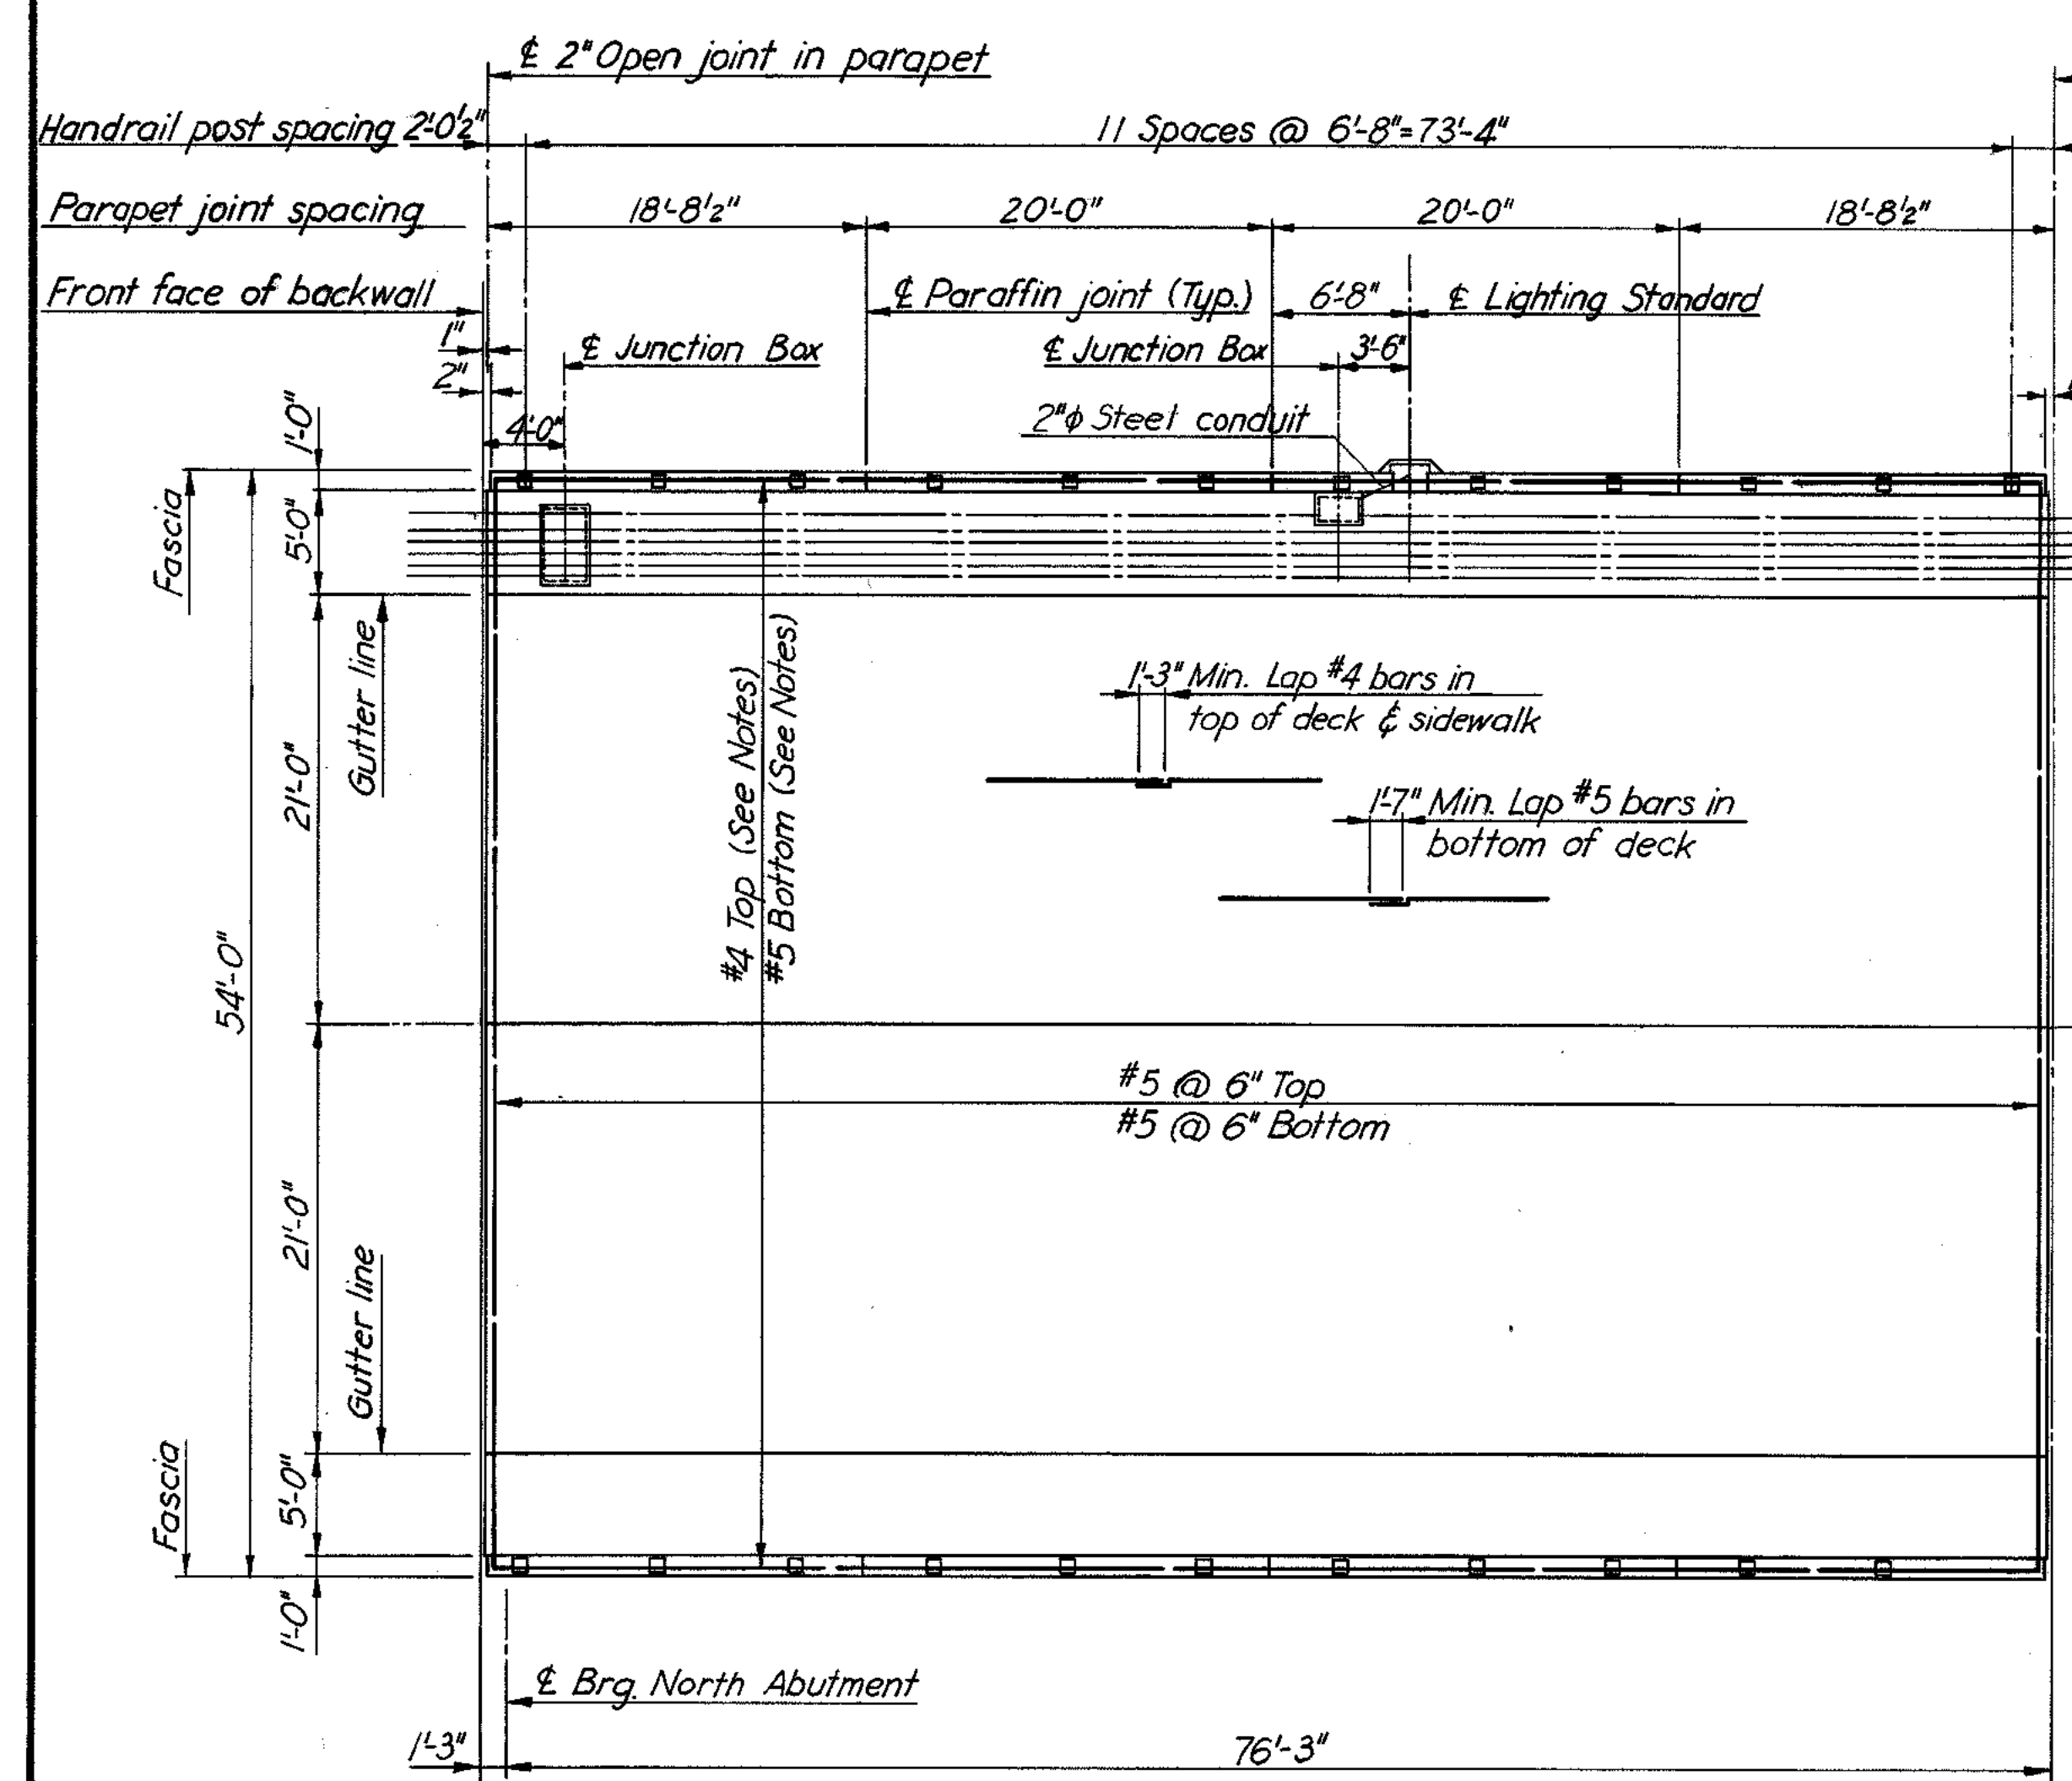 ℄ 2" Open joint in parapet
Handrail post spacing 2'-0½"
11 Spaces @ 6'-8"=73'-4"
Parapet joint spacing
18'-8½"
20'-0"
20'-0"
18'-8½"
Front face of backwall
℄ Paraffin joint (Typ.)
6'-8"
℄ Lighting Standard
1"
℄ Junction Box
℄ Junction Box
3'-6"
2"
1'-0"
4'-0"
2"ϕ Steel conduit
Fascia
5'-0"
Gutter line
21'-0"
#4 Top (See Notes)
#5 Bottom (See Notes)
1'-3" Min. Lap #4 bars in
top of deck & sidewalk
1'-7" Min. Lap #5 bars in
bottom of deck
54'-0"
#5 @ 6" Top
#5 @ 6" Bottom
21'-0"
Gutter line
Fascia
5'-0"
1'-0"
℄ Brg. North Abutment
1'-3"
76'-3"